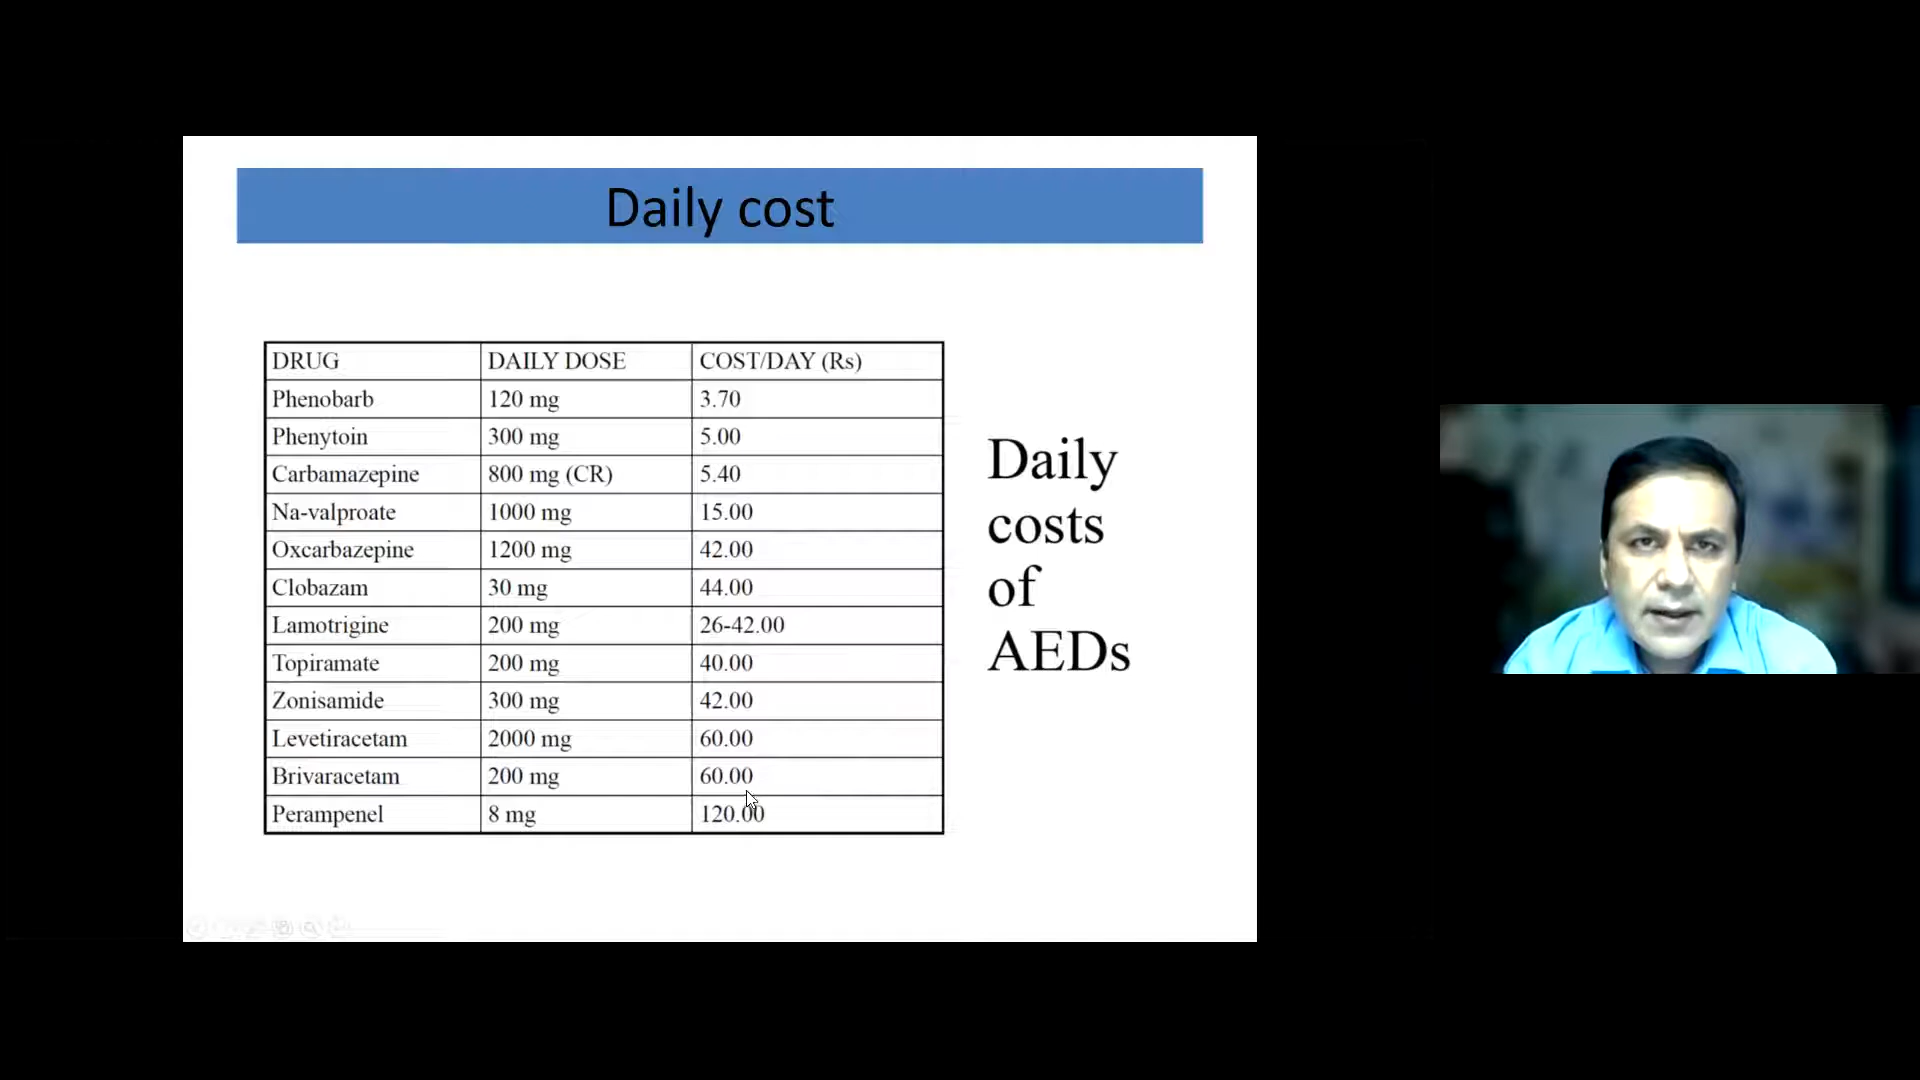 Daily cost
DRUG DAILY DOSE COST/DAY (Rs)
Phenobarb 120 mg 3.70
Phenytoin 300 mg 5.00
Carbamazepine 800 mg (CR) 5.40
Na-valproate 1000 mg 15.00
Oxcarbazepine 1200 mg 42.00
Clobazam 30 mg 44.00
Lamotrigine 200 mg 26-42.00
Topiramate 200 mg 40.00
Zonisamide 300 mg 42.00
Levetiracetam 2000 mg 60.00
Brivaracetam 200 mg 60.00
Perampenel 8 mg 120.00
Daily
costs
of
AEDs